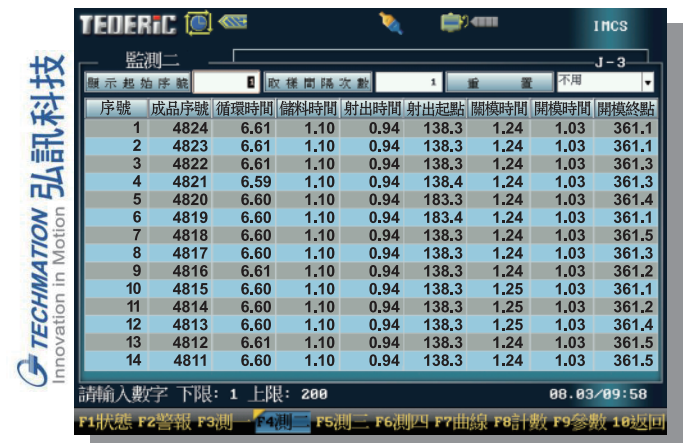 TEDERiC
IMCS
監測二
J-3
顯示起始序號 1 取樣間隔次數 1 重置 不用
序號 成品序號 循環時間 儲料時間 射出時間 射出起點 關模時間 開模時間 開模終點
1 4824 6.61 1.10 0.94 138.3 1.24 1.03 361.1
2 4823 6.61 1.10 0.94 138.3 1.24 1.03 361.1
3 4822 6.61 1.10 0.94 138.3 1.24 1.03 361.3
4 4821 6.59 1.10 0.94 138.4 1.24 1.03 361.3
5 4820 6.60 1.10 0.94 183.3 1.24 1.03 361.4
6 4819 6.60 1.10 0.94 183.4 1.24 1.03 361.1
7 4818 6.60 1.10 0.94 138.3 1.24 1.03 361.5
8 4817 6.60 1.10 0.94 138.3 1.24 1.03 361.3
9 4816 6.61 1.10 0.94 138.3 1.24 1.03 361.2
10 4815 6.60 1.10 0.94 138.3 1.25 1.03 361.1
11 4814 6.60 1.10 0.94 138.3 1.25 1.03 361.2
12 4813 6.60 1.10 0.94 138.3 1.25 1.03 361.4
13 4812 6.61 1.10 0.94 138.3 1.24 1.03 361.5
14 4811 6.60 1.10 0.94 138.3 1.24 1.03 361.5
請輸入數字 下限: 1 上限: 200
08.03/09:58
F1狀態 F2警報 F3測一 F4測二 F5測三 F6測四 F7曲線 F8計數 F9參數 10返回
TECHMATION 弘訊科技
Innovation in Motion